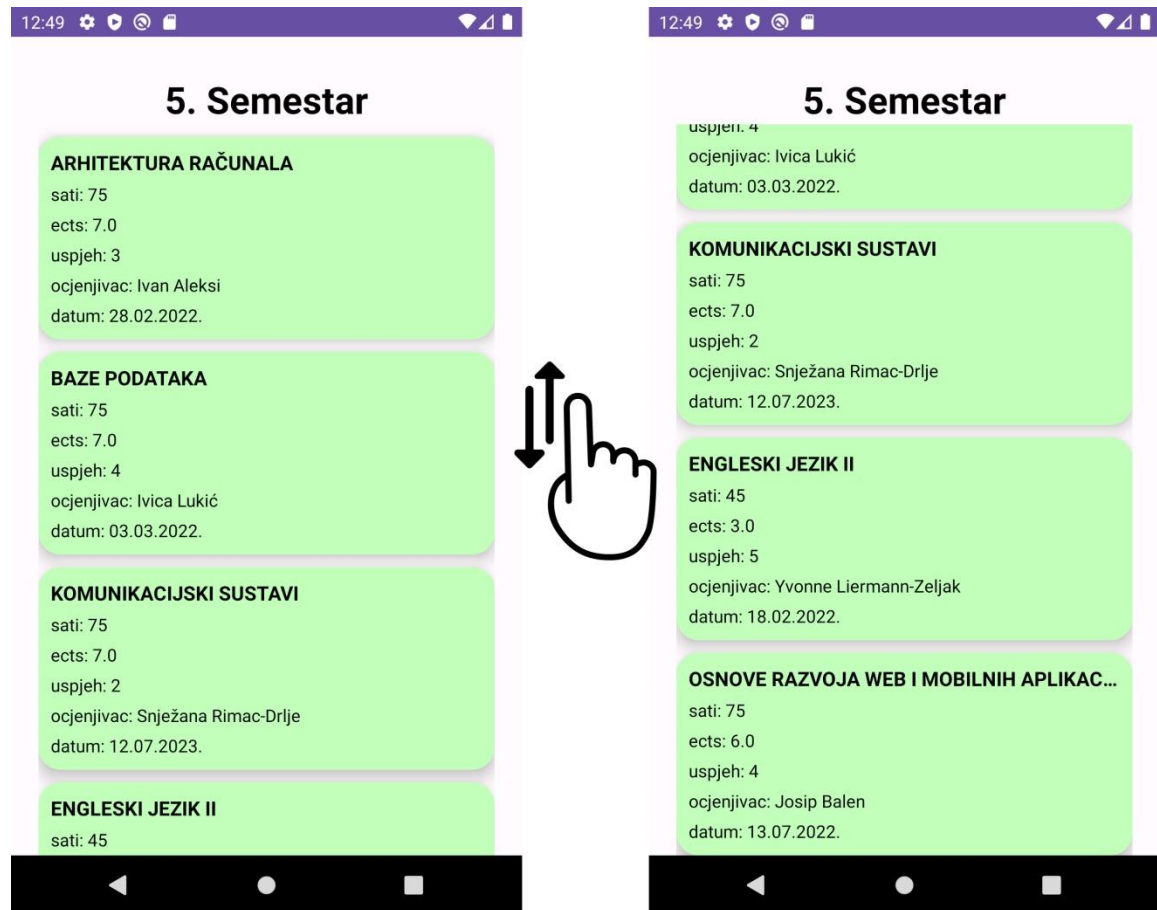 12:49
5. Semestar
ARHITEKTURA RAČUNALA
sati: 75
ects: 7.0
uspjeh: 3
ocjenjivac: Ivan Aleksi
datum: 28.02.2022.
BAZE PODATAKA
sati: 75
ects: 7.0
uspjeh: 4
ocjenjivac: Ivica Lukić
datum: 03.03.2022.
KOMUNIKACIJSKI SUSTAVI
sati: 75
ects: 7.0
uspjeh: 2
ocjenjivac: Snježana Rimac-Drlje
datum: 12.07.2023.
ENGLESKI JEZIK II
sati: 45
12:49
5. Semestar
uspjeh: 4
ocjenjivac: Ivica Lukić
datum: 03.03.2022.
KOMUNIKACIJSKI SUSTAVI
sati: 75
ects: 7.0
uspjeh: 2
ocjenjivac: Snježana Rimac-Drlje
datum: 12.07.2023.
ENGLESKI JEZIK II
sati: 45
ects: 3.0
uspjeh: 5
ocjenjivac: Yvonne Liermann-Zeljak
datum: 18.02.2022.
OSNOVE RAZVOJA WEB I MOBILNIH APLIKAC...
sati: 75
ects: 6.0
uspjeh: 4
ocjenjivac: Josip Balen
datum: 13.07.2022.